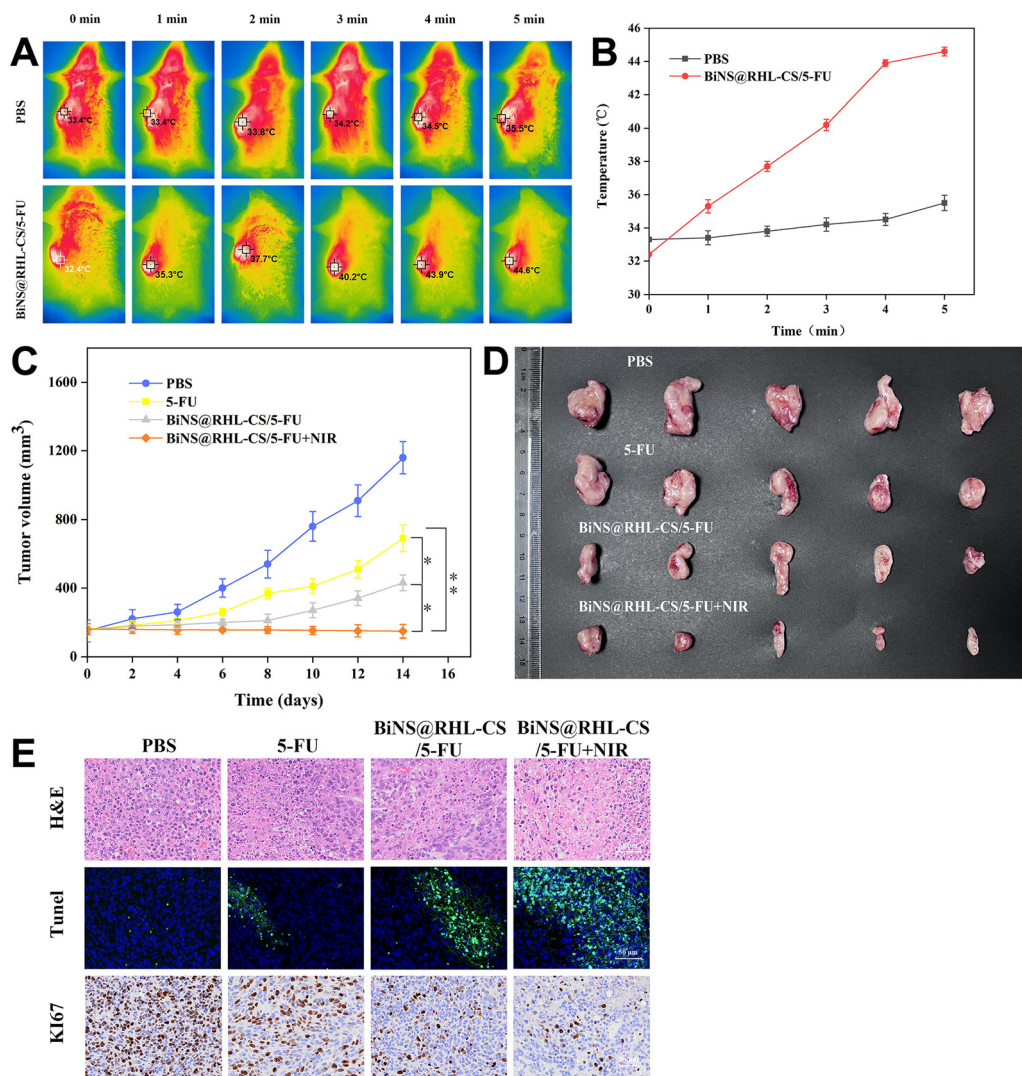 A
0 min 1 min 2 min 3 min 4 min 5 min
PBS
33.4°C 33.4°C 33.8°C 34.2°C 34.5°C 35.5°C
BiNS@RHL-CS/5-FU
32.4°C 35.3°C 37.7°C 40.2°C 43.9°C 44.6°C
B
PBS
BiNS@RHL-CS/5-FU
Temperature (℃)
46
44
42
40
38
36
34
32
30
0 1 2 3 4 5
Time（min）
C
PBS
5-FU
BiNS@RHL-CS/5-FU
BiNS@RHL-CS/5-FU+NIR
Tumor volume (mm3)
1600
1200
800
400
0
* * * *
0 2 4 6 8 10 12 14 16
Time (days)
D
PBS
5-FU
BiNS@RHL-CS/5-FU
BiNS@RHL-CS/5-FU+NIR
E
PBS 5-FU BiNS@RHL-CS /5-FU BiNS@RHL-CS /5-FU+NIR
H&E
Tunel
50 μm
KI67